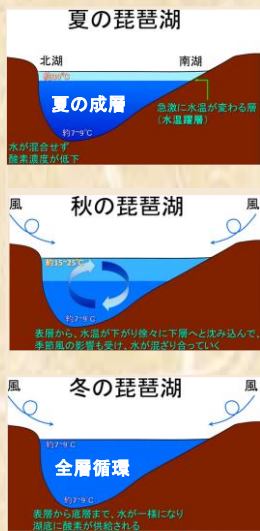 夏の琵琶湖
北湖
南湖
夏の成層
急激に水温が変わる層
(水温躍層)
約7~9℃
水が混合せず
酸素濃度が低下
秋の琵琶湖
風
風
約15~25℃
約7~9℃
表層から、水温が下がり徐々に下層へと沈み込んで、
季節風の影響も受け、水が混ざり合っていく
冬の琵琶湖
風
風
約7~9℃
全層循環
約7~9℃
表層から底層まで、水が一様になり
湖底に酸素が供給される